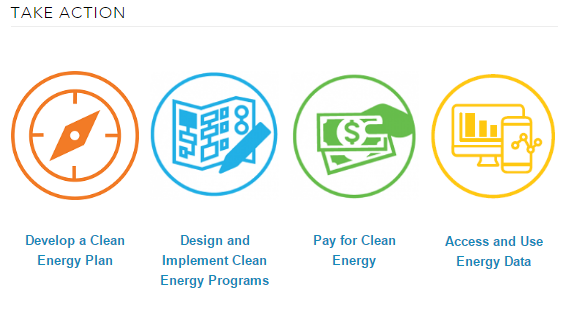 TAKE ACTION
$
Develop a Clean
Energy Plan
Design and
Implement Clean
Energy Programs
Pay for Clean
Energy
Access and Use
Energy Data